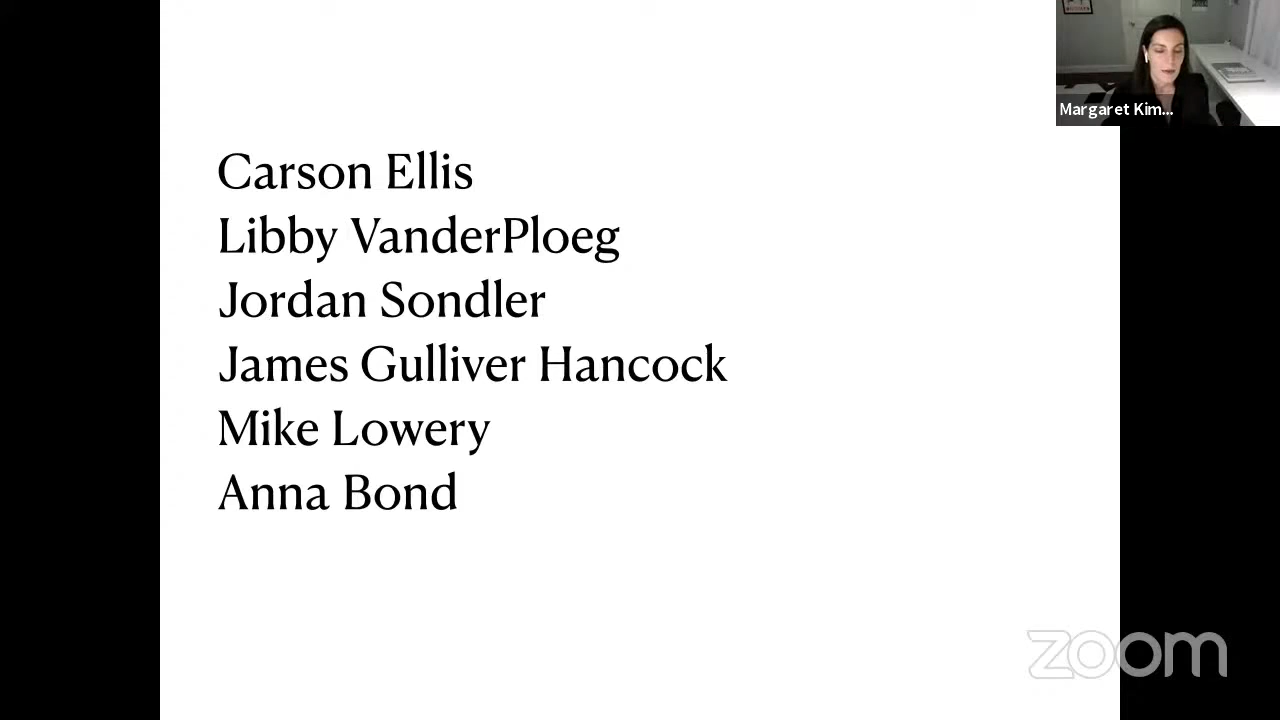 Carson Ellis
Libby VanderPloeg
Jordan Sondler
James Gulliver Hancock
Mike Lowery
Anna Bond
Margaret Kim...
zoom